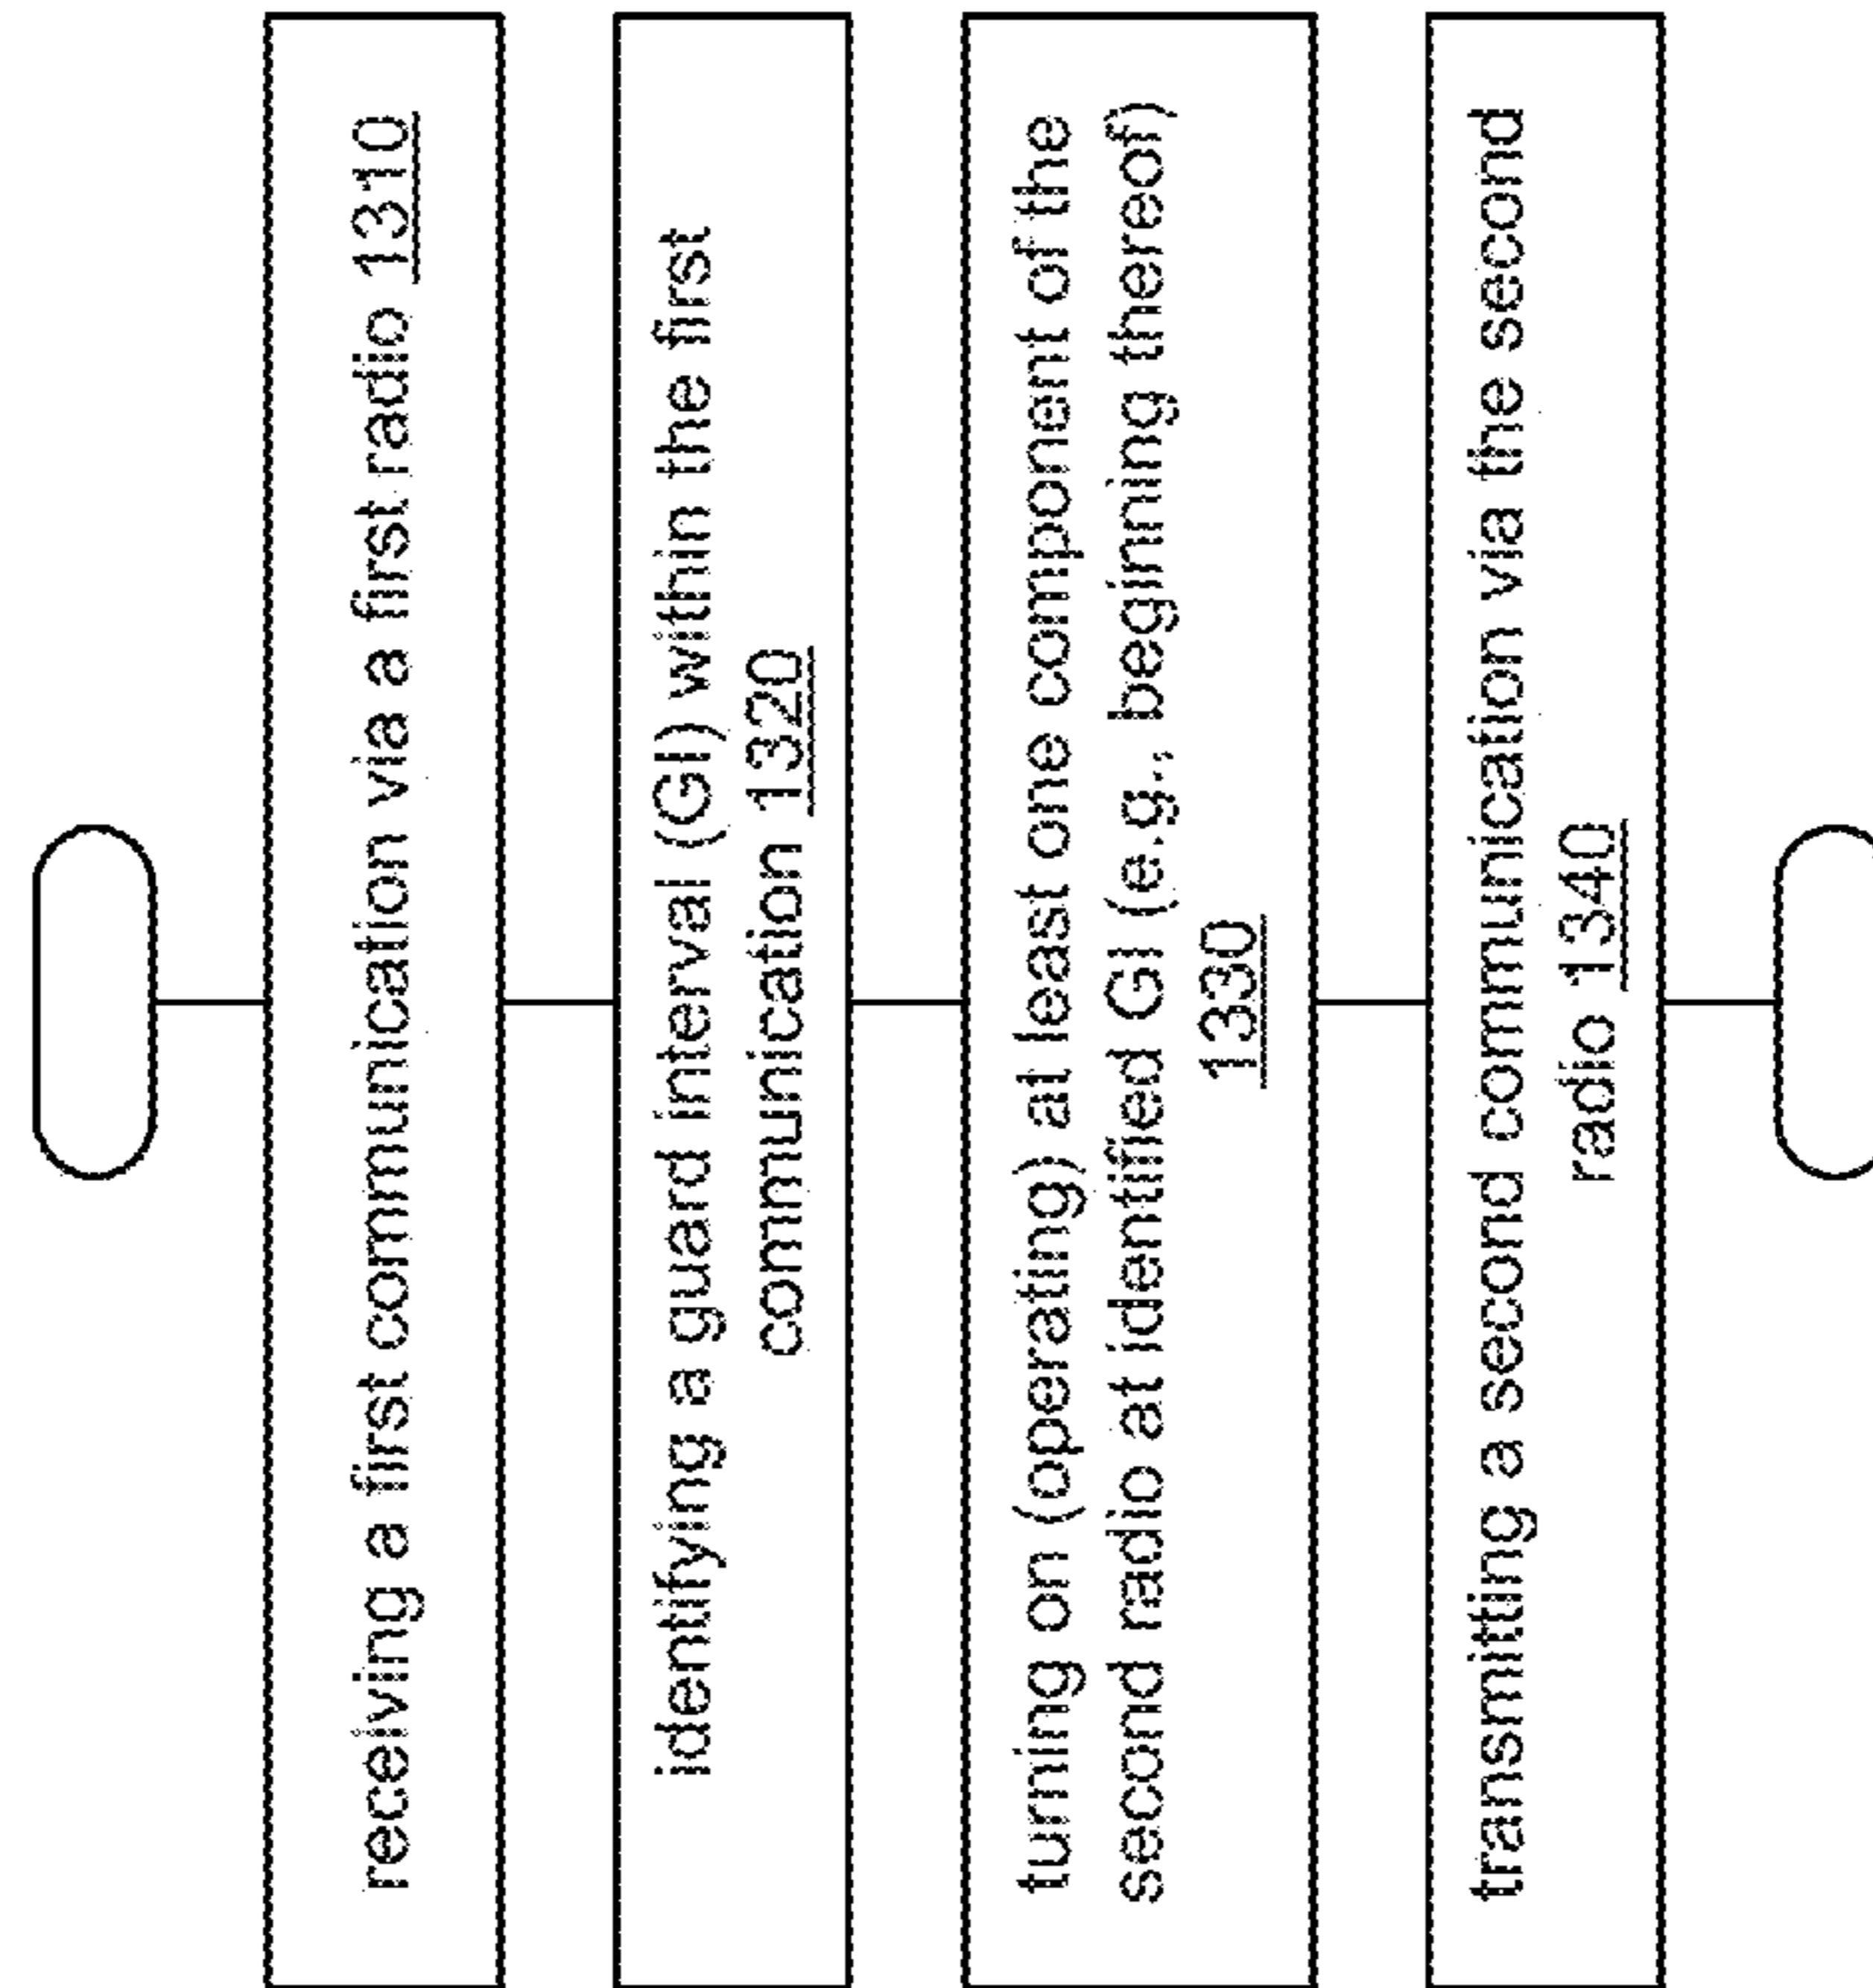 receiving a first communication via a first radio 1310
identifying a guard interval (GI) within the first
communication 1320
turning on (operating) at least one component of the
second radio at identified GI (e.g., beginning thereof)
1330
transmitting a second communication via the second
radio 1340